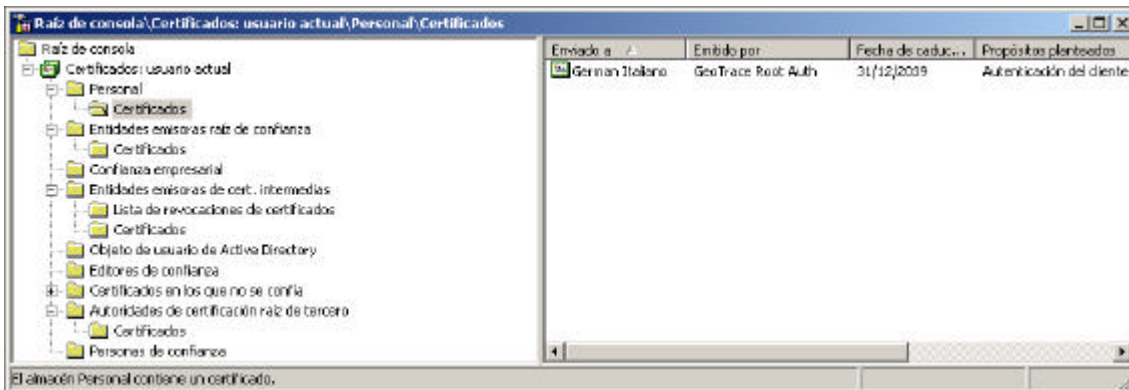 Raíz de consola\Certificados: usuario actual\Personal\Certificados
Raíz de consola
Certificados: usuario actual
Personal
Certificados
Entidades emisoras raíz de confianza
Certificados
Confianza empresarial
Entidades emisoras de cert. intermedias
Lista de revocaciones de certificados
Certificados
Objeto de usuario de Active Directory
Editores de confianza
Certificados en los que no se confía
Autoridades de certificación raíz de tercero
Certificados
Personas de confianza
Enviado a Emitido por Fecha de caduc... Propósitos planteados
German Italiano GeoTrace Root Auth 31/12/2039 Autenticación del cliente
El almacén Personal contiene un certificado.